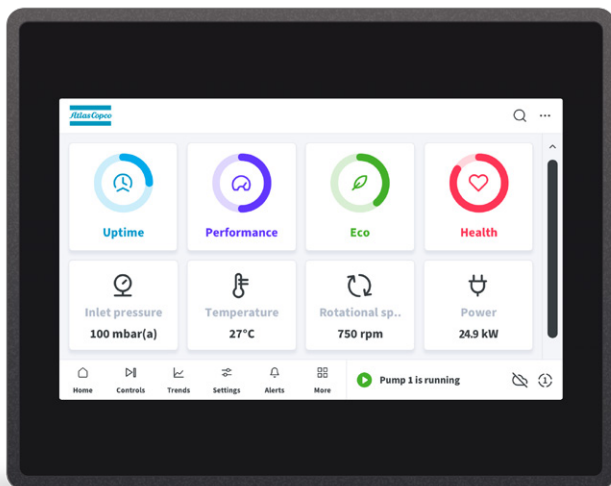 Atlas Copco
Uptime
Performance
Eco
Health
Inlet pressure
Temperature
Rotational sp..
Power
100 mbar(a)
27°C
750 rpm
24.9 kW
Home
Controls
Trends
Settings
Alerts
More
Pump 1 is running
1